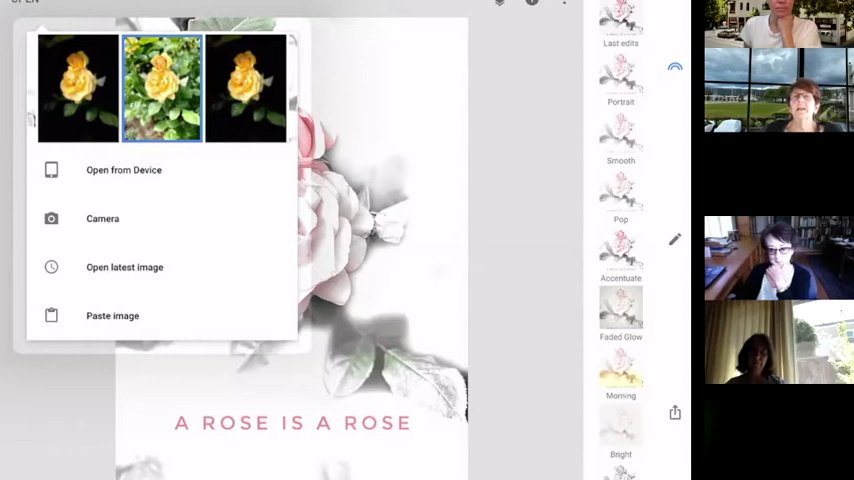 OPEN
Open from Device
Camera
Open latest image
Paste image
A ROSE IS A ROSE
Last edits
Portrait
Smooth
Pop
Accentuate
Faded Glow
Morning
Bright